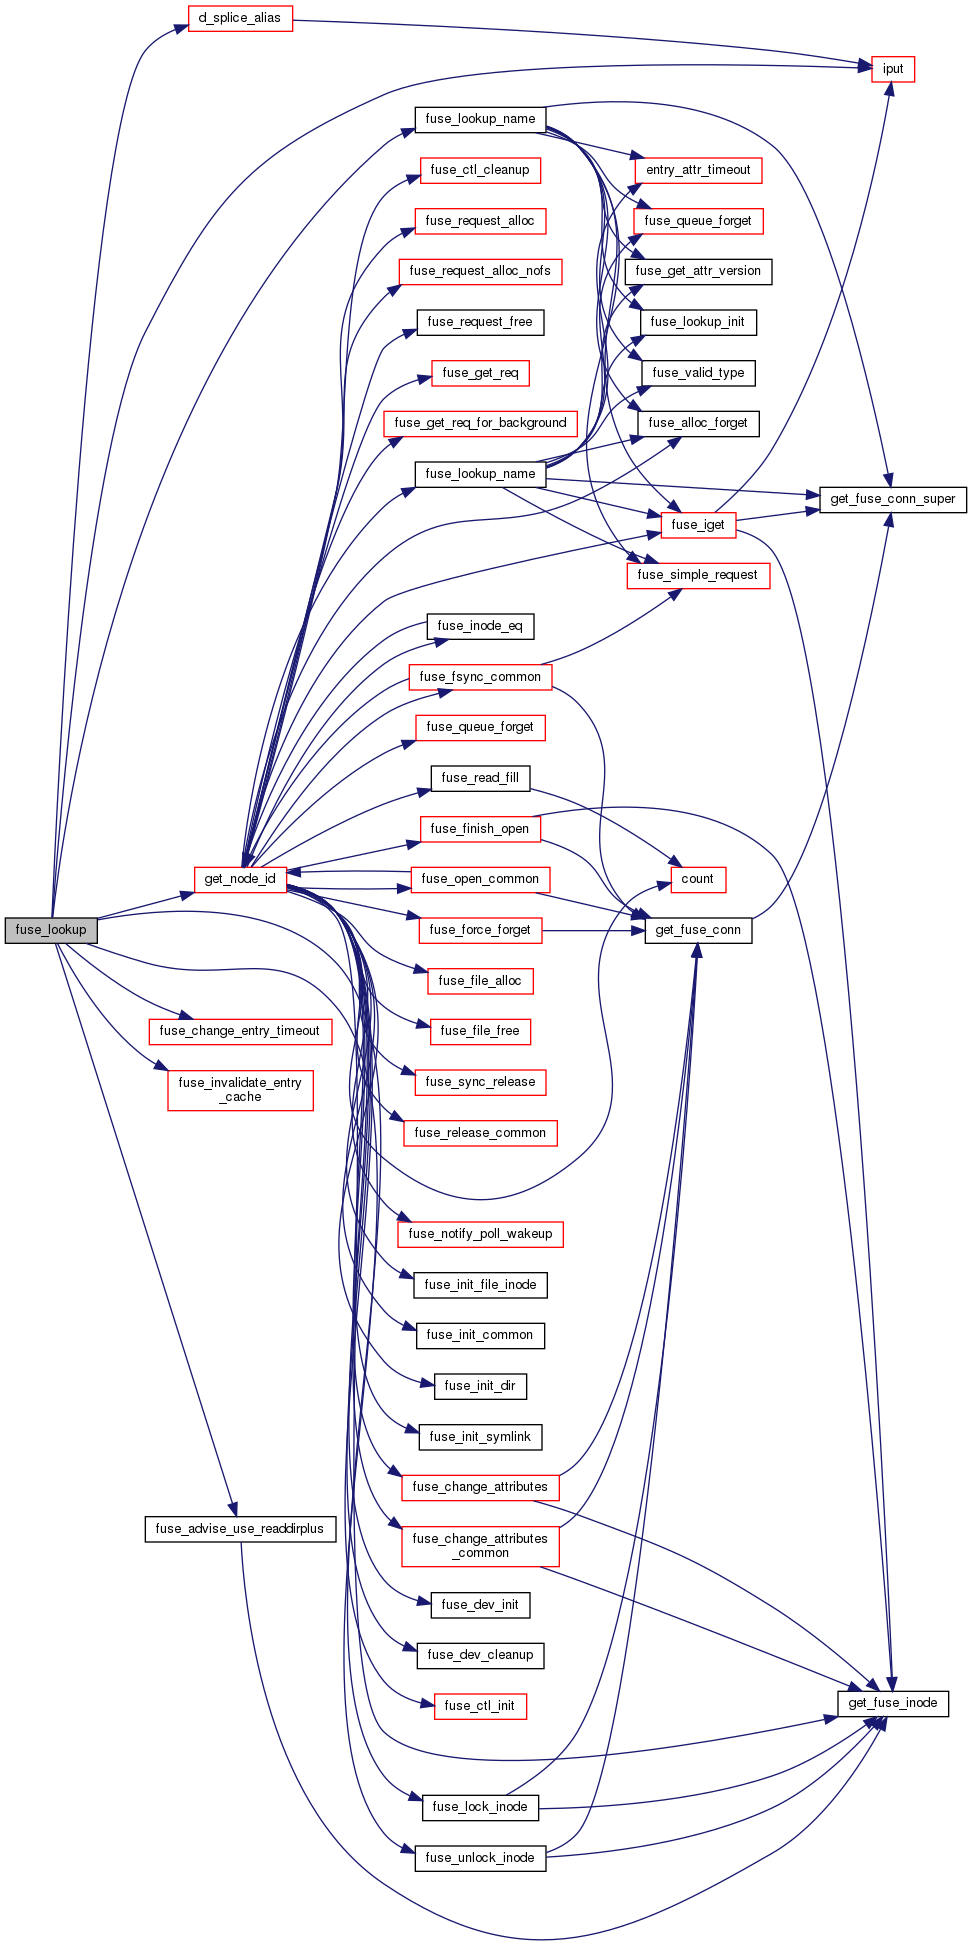 d_splice_alias
iput
fuse_lookup_name
fuse_ctl_cleanup
entry_attr_timeout
fuse_request_alloc
fuse_queue_forget
fuse_request_alloc_nofs
fuse_get_attr_version
fuse_request_free
fuse_lookup_init
fuse_get_req
fuse_valid_type
fuse_get_req_for_background
fuse_alloc_forget
fuse_lookup_name
get_fuse_conn_super
fuse_iget
fuse_simple_request
fuse_inode_eq
fuse_fsync_common
fuse_queue_forget
fuse_read_fill
fuse_finish_open
get_node_id
fuse_open_common
count
fuse_lookup
fuse_force_forget
get_fuse_conn
fuse_file_alloc
fuse_change_entry_timeout
fuse_file_free
fuse_invalidate_entry
_cache
fuse_sync_release
fuse_release_common
fuse_notify_poll_wakeup
fuse_init_file_inode
fuse_init_common
fuse_init_dir
fuse_init_symlink
fuse_change_attributes
fuse_advise_use_readdirplus
fuse_change_attributes
_common
fuse_dev_init
fuse_dev_cleanup
fuse_ctl_init
get_fuse_inode
fuse_lock_inode
fuse_unlock_inode